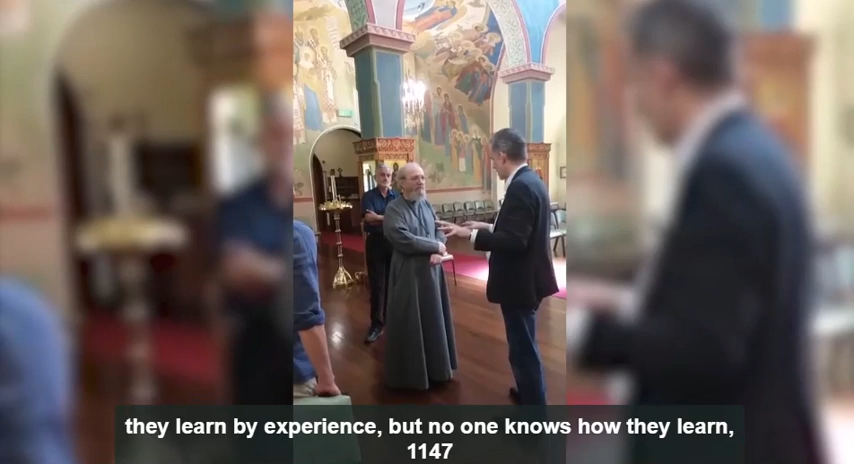 they learn by experience, but no one knows how they learn,
1147